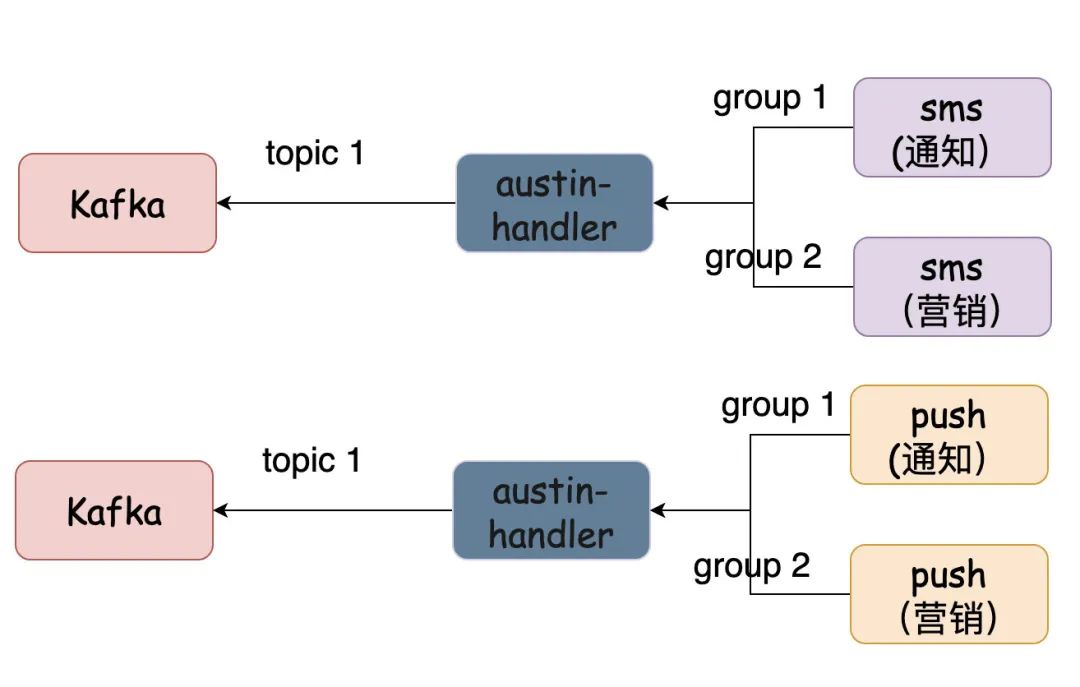 Kafka
topic 1
austin-
handler
group 1
sms
(通知）
group 2
sms
（营销）
Kafka
topic 1
austin-
handler
group 1
push
(通知）
group 2
push
（营销）